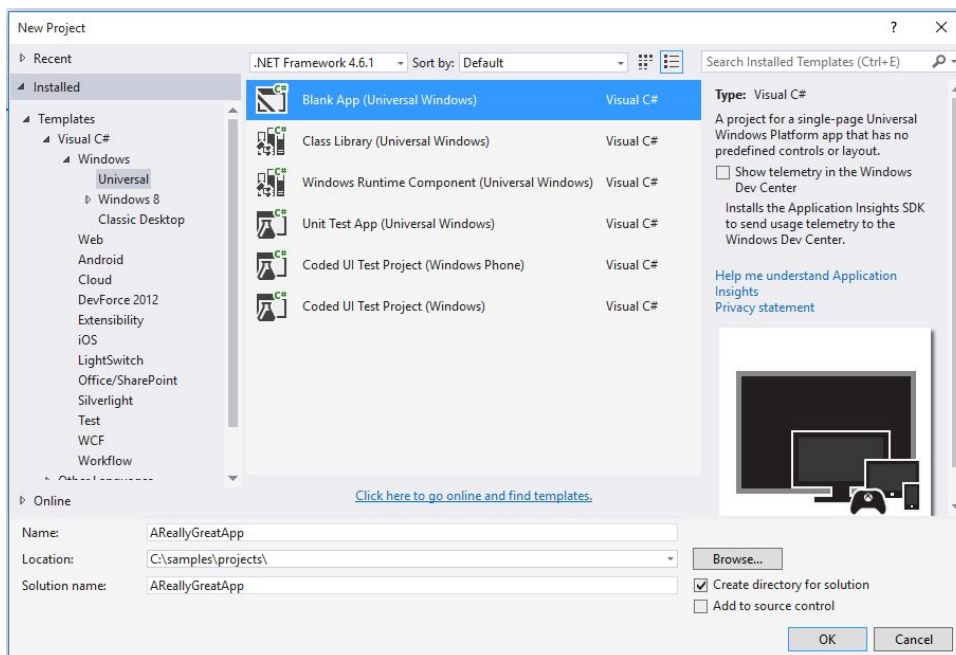 New Project
? ×
Recent
Installed
Templates
Visual C#
Windows
Universal
Windows 8
Classic Desktop
Web
Android
Cloud
DevForce 2012
Extensibility
iOS
LightSwitch
Office/SharePoint
Silverlight
Test
WCF
Workflow
Other Languages
Online
.NET Framework 4.6.1 Sort by: Default
C# Blank App (Universal Windows) Visual C#
C# Class Library (Universal Windows) Visual C#
C# Windows Runtime Component (Universal Windows) Visual C#
C# Unit Test App (Universal Windows) Visual C#
C# Coded UI Test Project (Windows Phone) Visual C#
C# Coded UI Test Project (Windows) Visual C#
Click here to go online and find templates.
Search Installed Templates (Ctrl+E)
Type: Visual C#
A project for a single-page Universal
Windows Platform app that has no
predefined controls or layout.
Show telemetry in the Windows
Dev Center
Installs the Application Insights SDK
to send usage telemetry to the
Windows Dev Center.
Help me understand Application
Insights
Privacy statement
Name: AReallyGreatApp
Location: C:\samples\projects\
Solution name: AReallyGreatApp
Browse...
Create directory for solution
Add to source control
OK Cancel